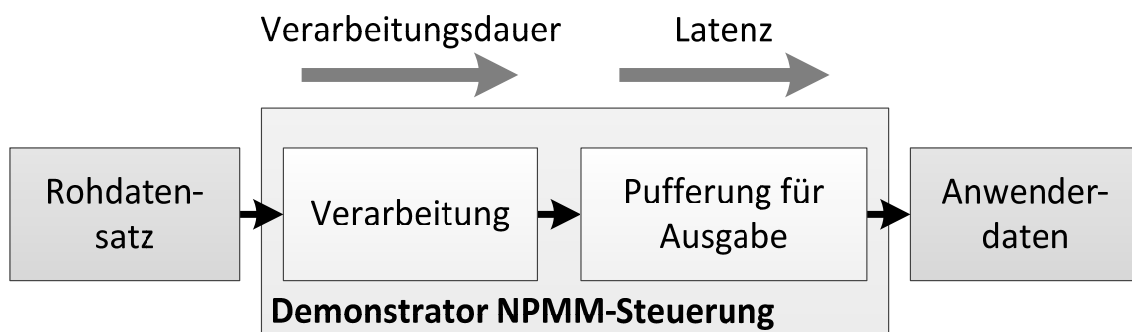 Verarbeitungsdauer
Latenz
Rohdaten-
satz
Verarbeitung
Pufferung für
Ausgabe
Anwender-
daten
Demonstrator NPMM-Steuerung